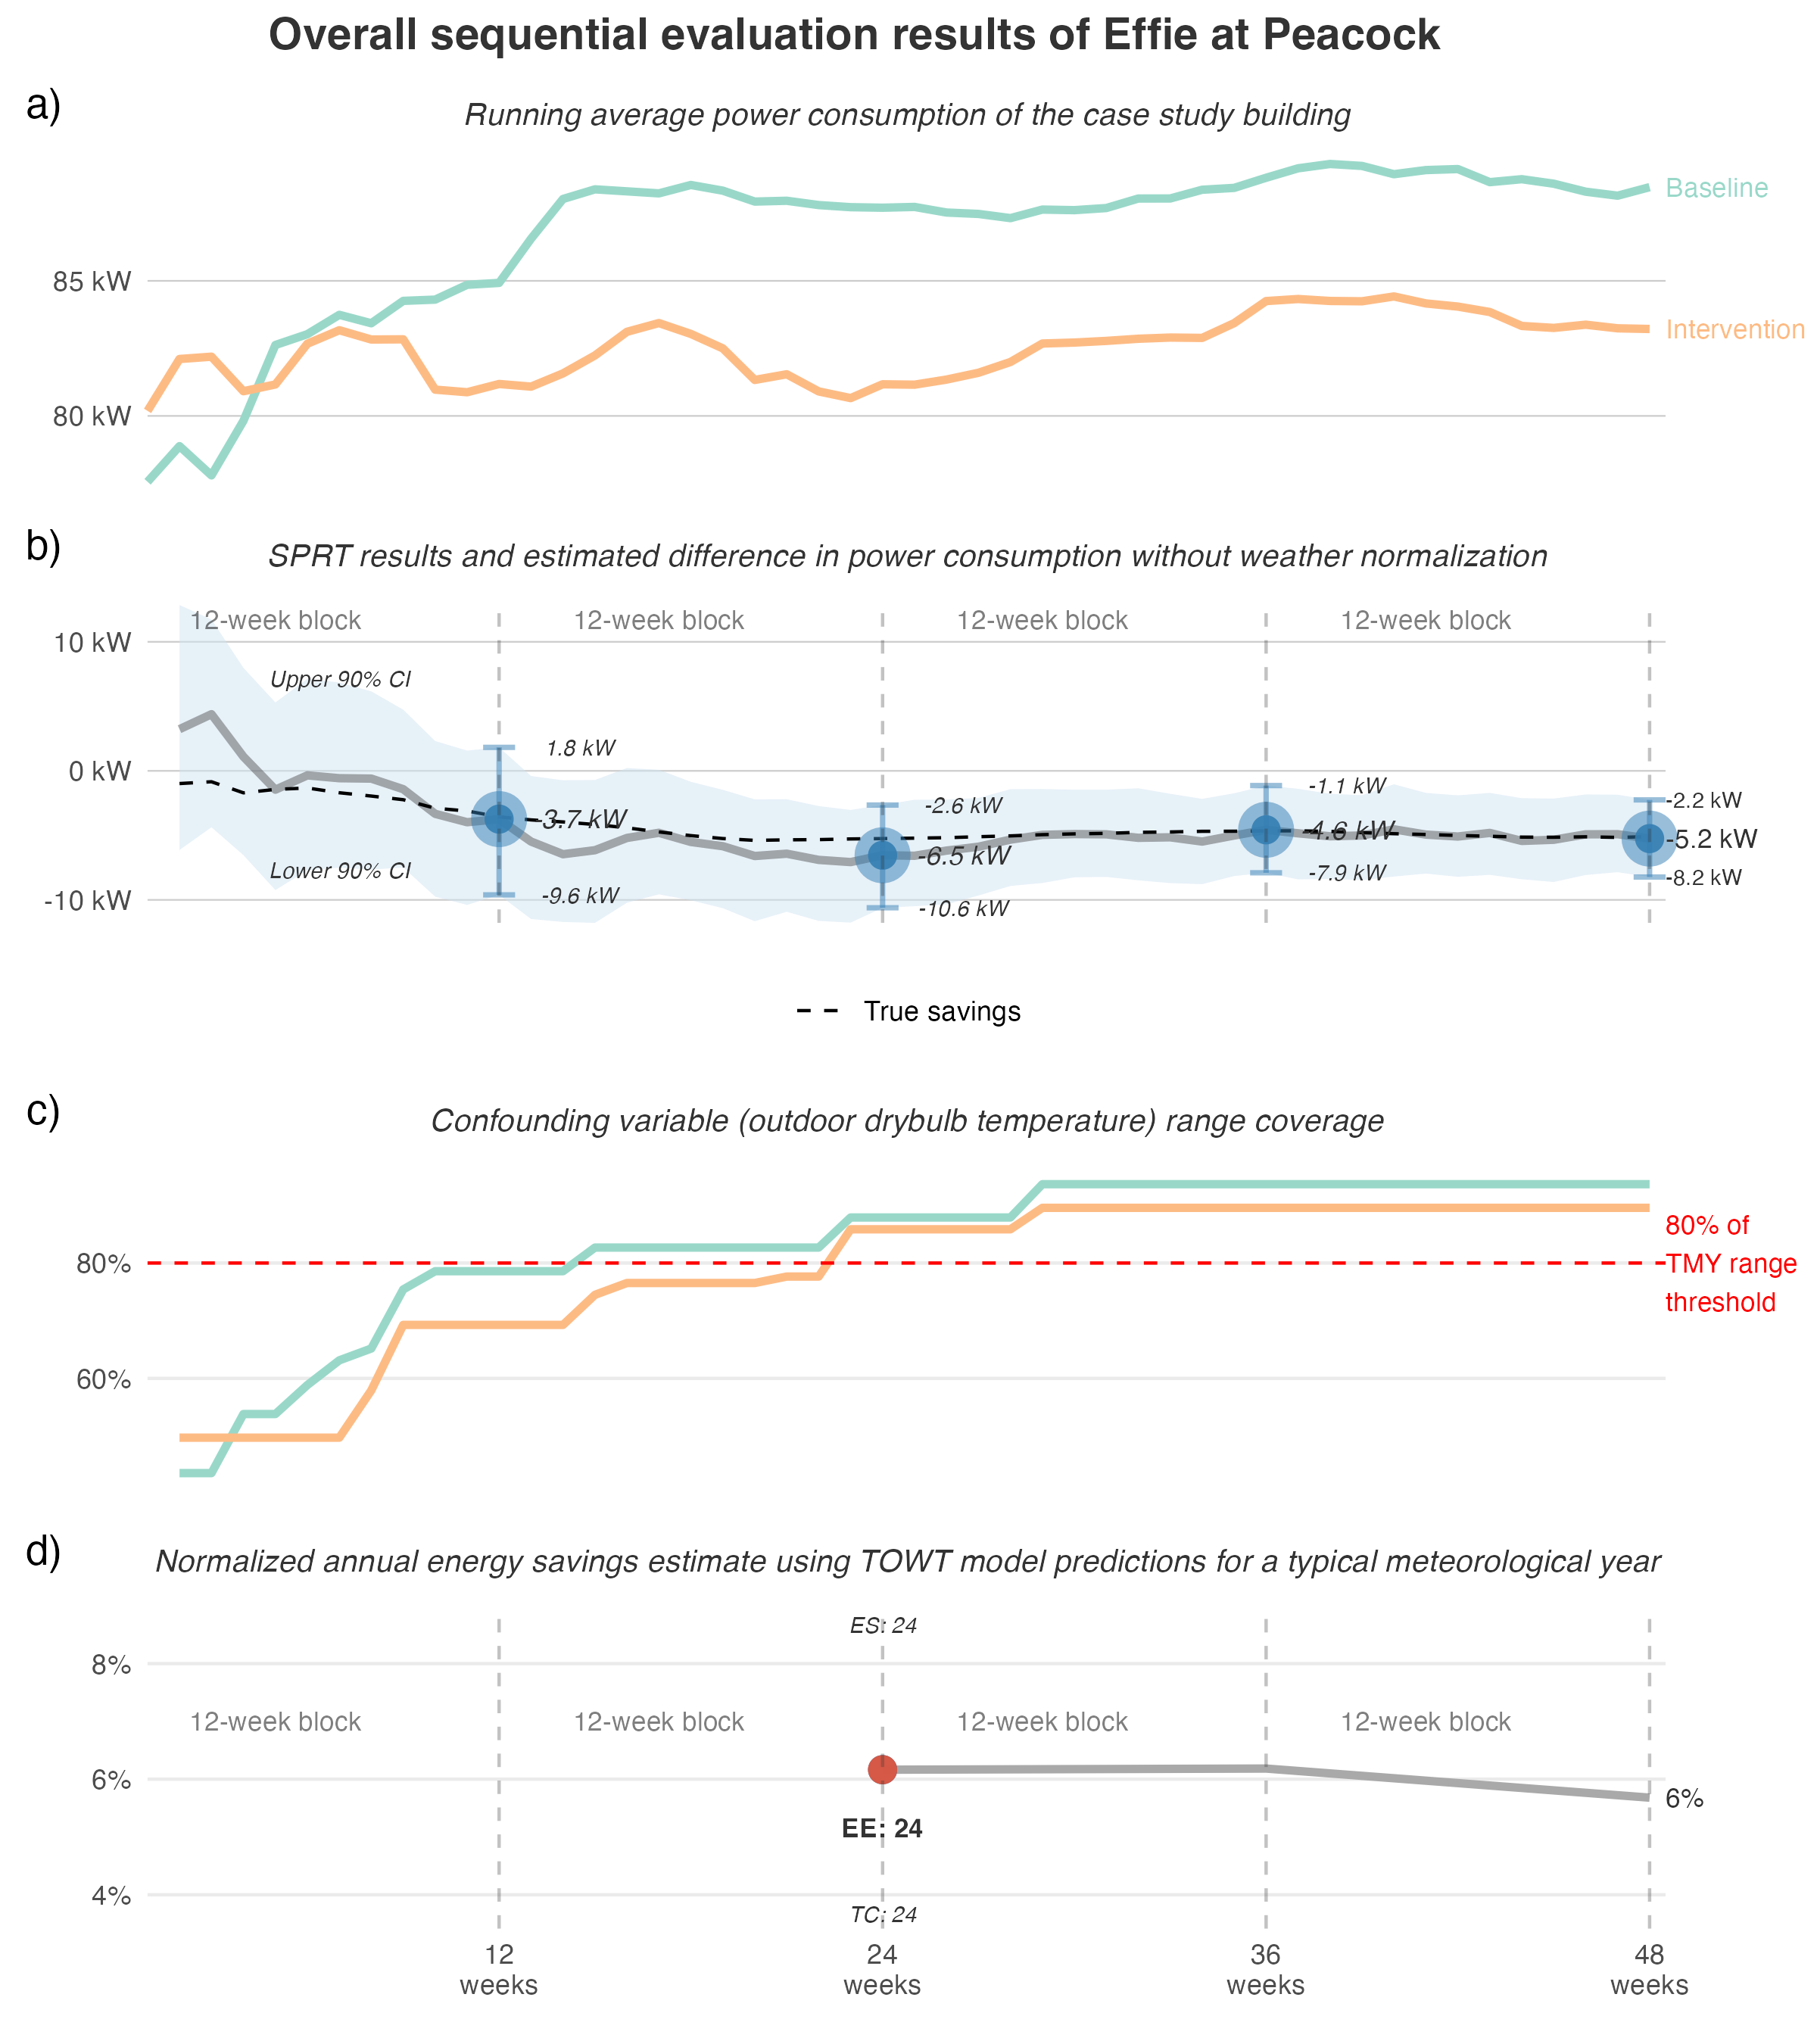 Overall sequential evaluation results of Effie at Peacock
a)
Running average power consumption of the case study building
Baseline
85 kW
Intervention
80 kW
b)
SPRT results and estimated difference in power consumption without weather normalization
12-week block
12-week block
12-week block
12-week block
10 kW
Upper 90% CI
1.8 kW
0 kW
-1.1 kW
-2.6 kW
-2.2 kW
-3.7 kW
-4.6 kW
-5.2 kW
-6.5 kW
Lower 90% CI
-7.9 kW
-8.2 kW
-9.6 kW
-10 kW
-10.6 kW
True savings
c)
Confounding variable (outdoor drybulb temperature) range coverage
80% of
80%
TMY range
threshold
60%
d)
Normalized annual energy savings estimate using TOWT model predictions for a typical meteorological year
ES: 24
8%
12-week block
12-week block
12-week block
12-week block
6%
6%
EE: 24
4%
TC: 24
12
weeks
24
weeks
36
weeks
48
weeks